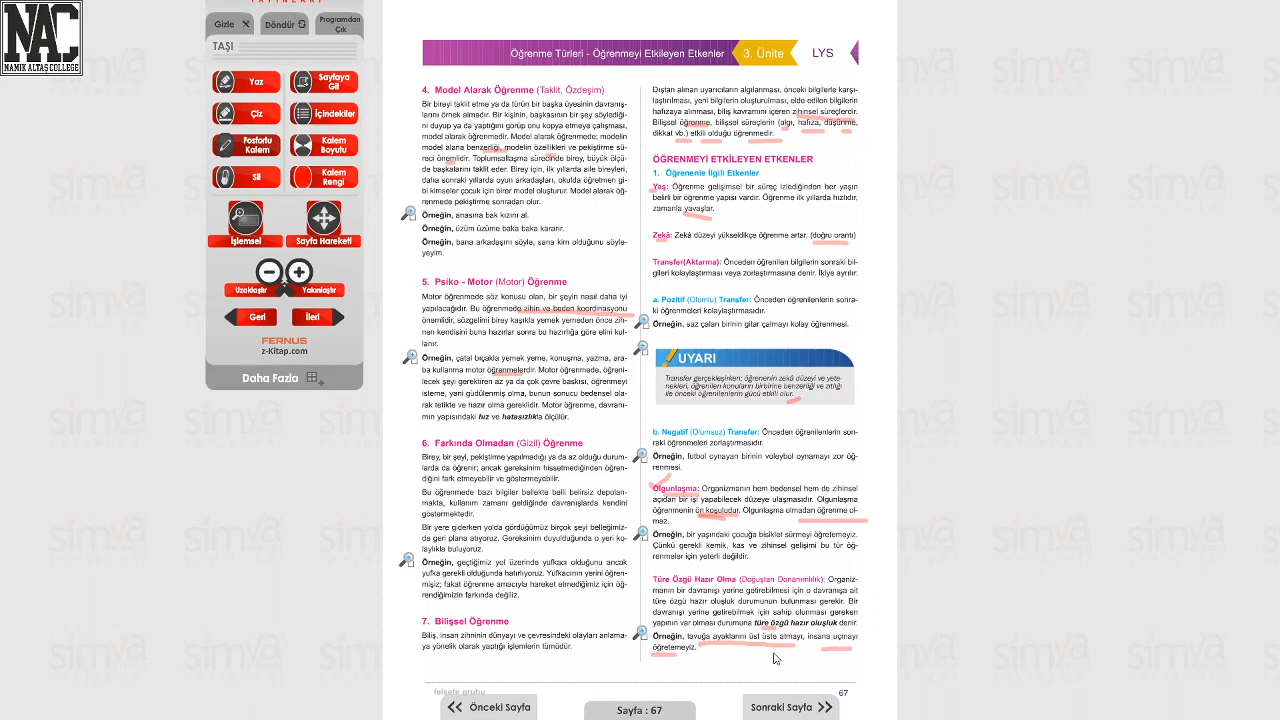 NAC
NAMIK ALTAŞ COLLEGE
YAYINLARI
Gizle
Döndür
Programdan
Çık
TAŞI
Yaz
Sayfaya
Git
Çiz
İçindekiler
Fosforlu
Kalem
Kalem
Boyutu
Sil
Kalem
Rengi
İşlemsel
Sayfa Hareketi
Uzaklaştır
Yakınlaştır
Geri
İleri
FERNUS
z-Kitap.com
Daha Fazla
Öğrenme Türleri - Öğrenmeyi Etkileyen Etkenler
3. Ünite
LYS
4. Model Alarak Öğrenme (Taklit, Özdeşim)
Bir bireyi taklit etme ya da türün bir başka üyesinin davranış-
larını örnek almadır. Bir kişinin, başkasının bir şey söylediği-
ni duyup ya da yaptığını görüp onu kopya etmeye çalışması,
model alarak öğrenmedir. Model alarak öğrenmede; modelin
model alana benzerliği, modelin özellikleri ve pekiştirme sü-
reci önemlidir. Toplumsallaşma sürecinde birey, büyük ölçü-
de başkalarını taklit eder. Birey için, ilk yıllarda aile bireyleri,
daha sonraki yıllarda oyun arkadaşları, okulda öğretmen gi-
bi kimseler çocuk için birer model oluşturur. Model alarak öğ-
renmede pekiştirme sonradan olur.
Örneğin, anasına bak kızını al.
Örneğin, üzüm üzüme baka baka kararır.
Örneğin, bana arkadaşını söyle, sana kim olduğunu söyle-
yeyim.
5. Psiko - Motor (Motor) Öğrenme
Motor öğrenmede söz konusu olan, bir şeyin nasıl daha iyi
yapılacağıdır. Bu öğrenmede zihin ve beden koordinasyonu
önemlidir, sözgelimi birey kaşıkla yemek yemeden önce zih-
nen kendisini buna hazırlar sonra bu hazırlığa göre elini kul-
lanır.
Örneğin, çatal bıçakla yemek yeme, konuşma, yazma, ara-
ba kullanma motor öğrenmelerdir. Motor öğrenmede, öğreni-
lecek şeyi gerektiren az ya da çok çevre baskısı, öğrenmeyi
isteme, yani güdülenmiş olma, bunun sonucu bedensel ola-
rak tetikte ve hazır olma gereklidir. Motor öğrenme, davranı-
mın yapısındaki hız ve hatasızlıkla ölçülür.
6. Farkında Olmadan (Gizil) Öğrenme
Birey, bir şeyi, pekiştirme yapılmadığı ya da az olduğu durum-
larda da öğrenir; ancak gereksinim hissetmediğinden öğren-
diğini fark etmeyebilir ve göstermeyebilir.
Bu öğrenmede bazı bilgiler bellekte belli belirsiz depolan-
makta, kullanım zamanı geldiğinde davranışlarda kendini
göstermektedir.
Bir yere giderken yolda gördüğümüz birçok şeyi belleğimiz-
de geri plana atıyoruz. Gereksinim duyulduğunda o yeri ko-
laylıkla buluyoruz.
Örneğin, geçtiğimiz yol üzerinde yufkacı olduğunu ancak
yufka gerekli olduğunda hatırlıyoruz. Yufkacının yerini öğren-
mişiz; fakat öğrenme amacıyla hareket etmediğimiz için öğ-
rendiğimizin farkında değiliz.
7. Bilişsel Öğrenme
Biliş, insan zihninin dünyayı ve çevresindeki olayları anlama-
ya yönelik olarak yaptığı işlemlerin tümüdür.
Dıştan alınan uyarıcıların algılanması, önceki bilgilerle karşı-
laştırılması, yeni bilgilerin oluşturulması, elde edilen bilgilerin
hafızaya alınması, biliş kavramını içeren zihinsel süreçlerdir.
Bilişsel öğrenme, bilişsel süreçlerin (algı, hafıza, düşünme,
dikkat vb.) etkili olduğu öğrenmedir.
ÖĞRENMEYİ ETKİLEYEN ETKENLER
1. Öğrenenle İlgili Etkenler
Yaş: Öğrenme gelişimsel bir süreç izlediğinden her yaşın
belirli bir öğrenme yapısı vardır. Öğrenme ilk yıllarda hızlıdır,
zamanla yavaşlar.
Zekâ: Zekâ düzeyi yükseldikçe öğrenme artar. (doğru orantı)
Transfer(Aktarma): Önceden öğrenilen bilgilerin sonraki bil-
gileri kolaylaştırması veya zorlaştırmasına denir. İkiye ayrılır:
a. Pozitif (Olumlu) Transfer: Önceden öğrenilenlerin sonra-
ki öğrenmeleri kolaylaştırmasıdır.
Örneğin, saz çalan birinin gitar çalmayı kolay öğrenmesi.
UYARI
Transfer gerçekleşirken; öğrenenin zekâ düzeyi ve yete-
nekleri, öğrenilen konuların birbirine benzerliği ve zıtlığı
ile önceki öğrenilenlerin gücü etkili olur.
b. Negatif (Olumsuz) Transfer: Önceden öğrenilenlerin son-
raki öğrenmeleri zorlaştırmasıdır.
Örneğin, futbol oynayan birinin voleybol oynamayı zor öğ-
renmesi.
Olgunlaşma: Organizmanın hem bedensel hem de zihinsel
açıdan bir işi yapabilecek düzeye ulaşmasıdır. Olgunlaşma
öğrenmenin ön koşuludur. Olgunlaşma olmadan öğrenme ol-
maz.
Örneğin, bir yaşındaki çocuğa bisiklet sürmeyi öğretemeyiz.
Çünkü gerekli kemik, kas ve zihinsel gelişimi bu tür öğ-
renmeler için yeterli değildir.
Türe Özgü Hazır Olma (Doğuştan Donanımlılık): Organiz-
manın bir davranışı yerine getirebilmesi için o davranışa ait
türe özgü hazır oluşluk durumunun bulunması gerekir. Bir
davranışı yerine getirebilmek için sahip olunması gereken
yapının var olması durumuna türe özgü hazır oluşluk denir.
Örneğin, tavuğa ayaklarını üst üste atmayı, insana uçmayı
öğretemeyiz.
felsefe grubu
67
Önceki Sayfa
Sayfa : 67
Sonraki Sayfa